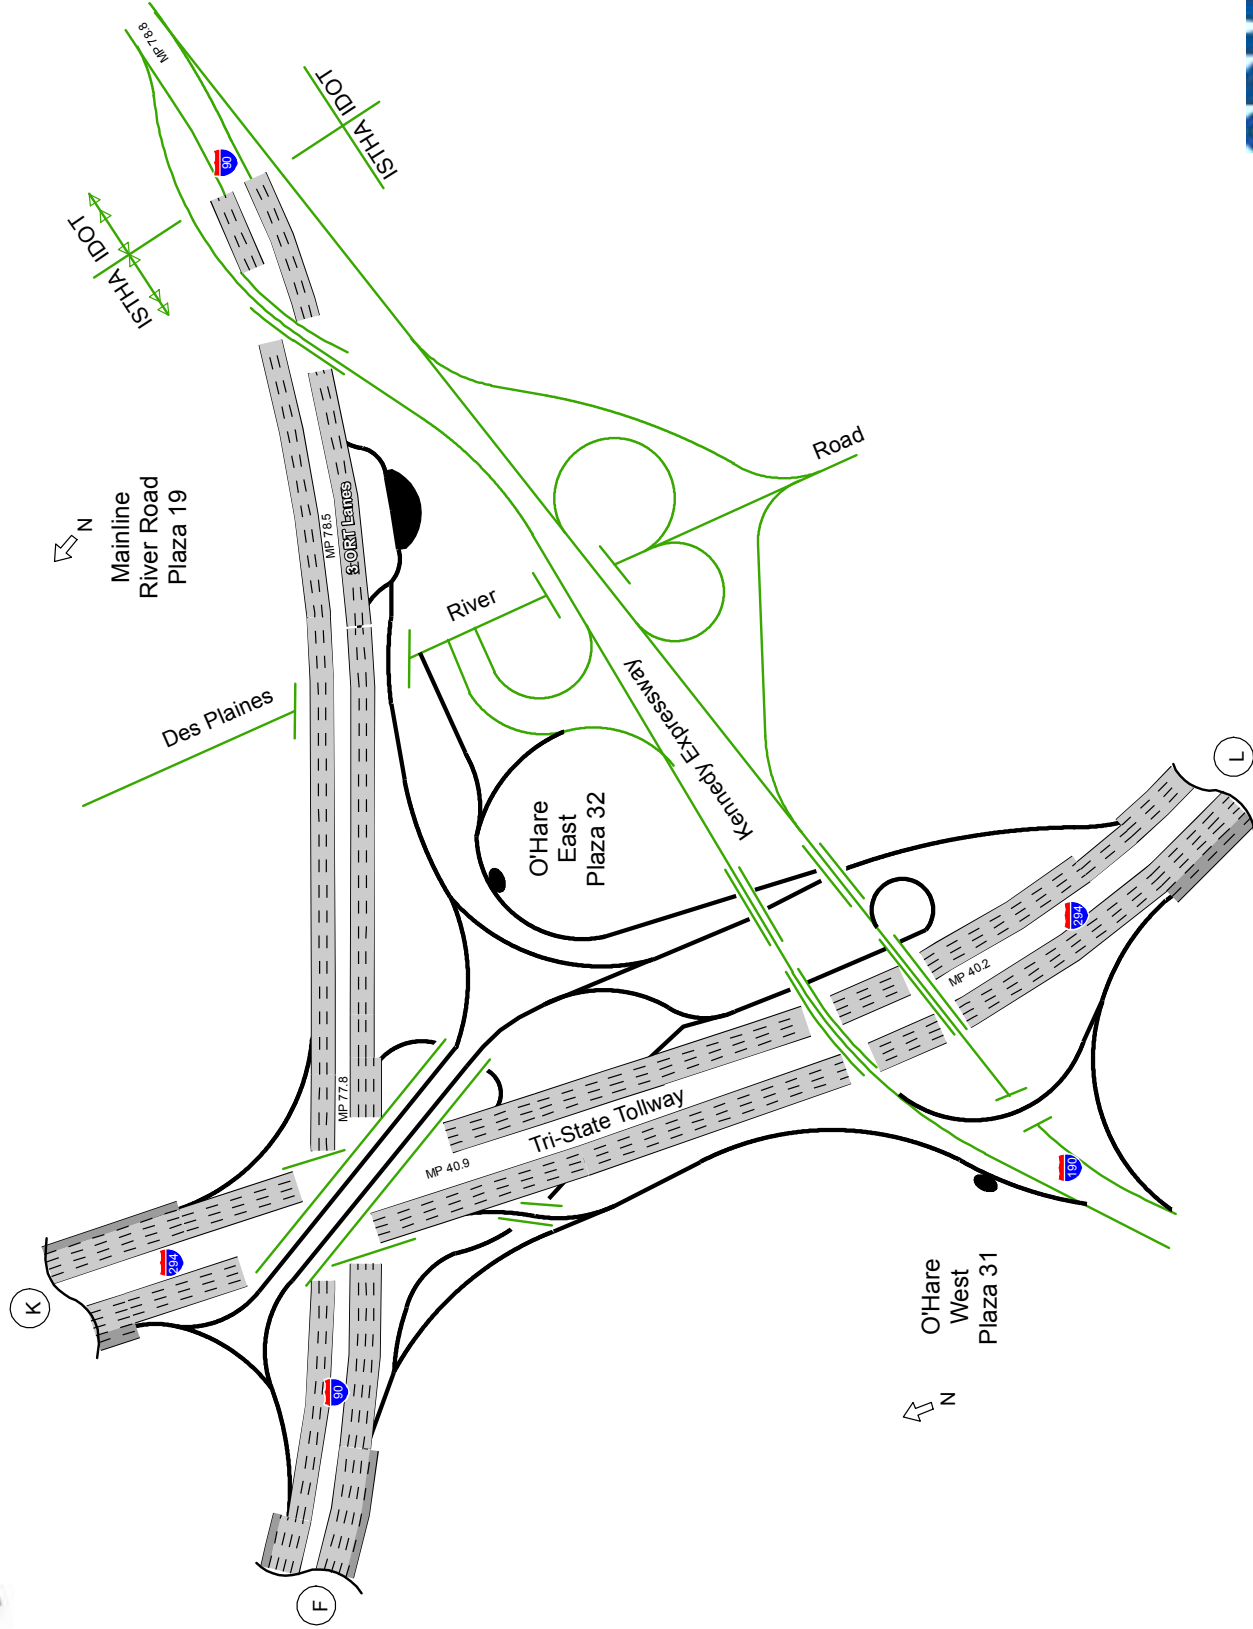 MP 78.8
ISTHA IDOT
ISTHA IDOT
90
Mainline
River Road
Plaza 19
N
MP 78.5
3 ORT Lanes
Road
River
Des Plaines
Kennedy Expressway
O'Hare
East
Plaza 32
L
294
MP 40.2
MP 77.8
Tri-State Tollway
MP 40.9
190
K
294
O'Hare
West
Plaza 31
N
90
F